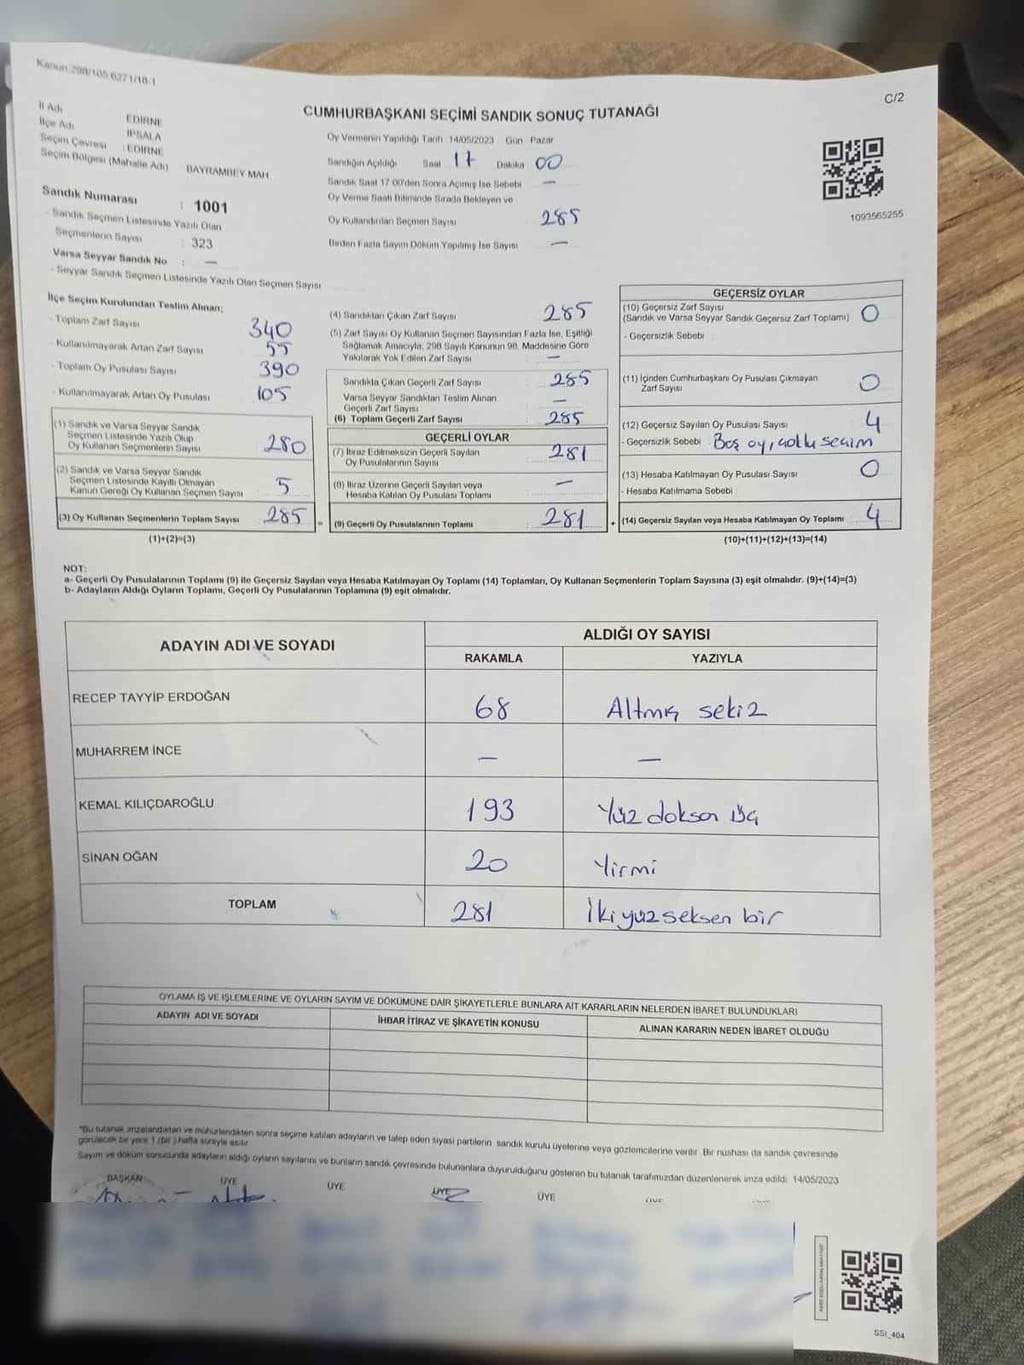 Kanun:298/105,6271/18-1
C/2
CUMHURBAŞKANI SEÇİMİ SANDIK SONUÇ TUTANAĞI
İl Adı
EDİRNE
İlçe Adı : İPSALA
Seçim Çevresi : EDİRNE
Seçim Bölgesi (Mahalle Adı) BAYRAMBEY MAH
Sandık Numarası : 1001
- Sandık Seçmen Listesinde Yazılı Olan
Seçmenlerin Sayısı : 323
Varsa Seyyar Sandık No : —
- Seyyar Sandık Seçmen Listesinde Yazılı Olan Seçmen Sayısı
Oy Vermenin Yapıldığı Tarih 14/05/2023 Gün Pazar
Sandığın Açıldığı Saat 17 Dakika 00
Sandık Saat 17 00'den Sonra Açılmış İse Sebebi —
Oy Verme Saati Bitiminde Sırada Bekleyen ve
Oy Kullandırılan Seçmen Sayısı 285
Birden Fazla Sayım Döküm Yapılmış İse Sayısı —
1093565255
İlçe Seçim Kurulundan Teslim Alınan;
- Toplam Zarf Sayısı 340
- Kullanılmayarak Artan Zarf Sayısı 55
- Toplam Oy Pusulası Sayısı 390
- Kullanılmayarak Artan Oy Pusulası 105
(1) Sandık ve Varsa Seyyar Sandık
Seçmen Listesinde Yazılı Olup
Oy Kullanan Seçmenlerin Sayısı 280
(2) Sandık ve Varsa Seyyar Sandık
Seçmen Listesinde Kayıtlı Olmayan
Kanun Gereği Oy Kullanan Seçmen Sayısı 5
(3) Oy Kullanan Seçmenlerin Toplam Sayısı 285 =
(1)+(2)=(3)
(4) Sandıktan Çıkan Zarf Sayısı 285
(5) Zarf Sayısı Oy Kullanan Seçmen Sayısından Fazla İse, Eşitliği
Sağlamak Amacıyla, 298 Sayılı Kanunun 98. Maddesine Göre
Yakılarak Yok Edilen Zarf Sayısı —
Sandıkta Çıkan Geçerli Zarf Sayısı 285
Varsa Seyyar Sandıktan Teslim Alınan
Geçerli Zarf Sayısı —
(6) Toplam Geçerli Zarf Sayısı 285
GEÇERLİ OYLAR
(7) İtiraz Edilmeksizin Geçerli Sayılan
Oy Pusulalarının Sayısı 281
(8) İtiraz Üzerine Geçerli Sayılan veya
Hesaba Katılan Oy Pusulası Toplamı —
(9) Geçerli Oy Pusulalarının Toplamı 281 +
GEÇERSİZ OYLAR
(10) Geçersiz Zarf Sayısı
(Sandık ve Varsa Seyyar Sandık Geçersiz Zarf Toplamı) 0
- Geçersizlik Sebebi
(11) İçinden Cumhurbaşkanı Oy Pusulası Çıkmayan
Zarf Sayısı 0
(12) Geçersiz Sayılan Oy Pusulası Sayısı 4
- Geçersizlik Sebebi Boş oy, çoklu seçim
(13) Hesaba Katılmayan Oy Pusulası Sayısı 0
- Hesaba Katılmama Sebebi
(14) Geçersiz Sayılan veya Hesaba Katılmayan Oy Toplamı 4
(10)+(11)+(12)+(13)=(14)
NOT:
a- Geçerli Oy Pusulalarının Toplamı (9) ile Geçersiz Sayılan veya Hesaba Katılmayan Oy Toplamı (14) Toplamları, Oy Kullanan Seçmenlerin Toplam Sayısına (3) eşit olmalıdır. (9)+(14)=(3)
b- Adayların Aldığı Oyların Toplamı, Geçerli Oy Pusulalarının Toplamına (9) eşit olmalıdır.
ADAYIN ADI VE SOYADI ALDIĞI OY SAYISI
RAKAMLA YAZIYLA
RECEP TAYYİP ERDOĞAN 68 Altmış sekiz
MUHARREM İNCE — —
KEMAL KILIÇDAROĞLU 193 Yüz doksan üç
SİNAN OĞAN 20 Yirmi
TOPLAM 281 İki yüz seksen bir
OYLAMA İŞ VE İŞLEMLERİNE VE OYLARIN SAYIM VE DÖKÜMÜNE DAİR ŞİKAYETLERLE BUNLARA AİT KARARLARIN NELERDEN İBARET BULUNDUKLARI
ADAYIN ADI VE SOYADI İHBAR İTİRAZ VE ŞİKAYETİN KONUSU ALINAN KARARIN NEDEN İBARET OLDUĞU
*Bu tutanak imzalandıktan ve mühürlendikten sonra seçime katılan adayların ve talep eden siyasi partilerin sandık kurulu üyelerine veya gözlemcilerine verilir. Bir nüshası da sandık çevresinde
görülecek bir yere 1 (bir) hafta süreyle asılır.
Sayım ve döküm sonucunda adayların aldığı oyların sayılarını ve bunların sandık çevresinde bulunanlara duyurulduğunu gösteren bu tutanak tarafımızdan düzenlenerek imza edildi. 14/05/2023
BAŞKAN ÜYE ÜYE ÜYE ÜYE
SSI_404